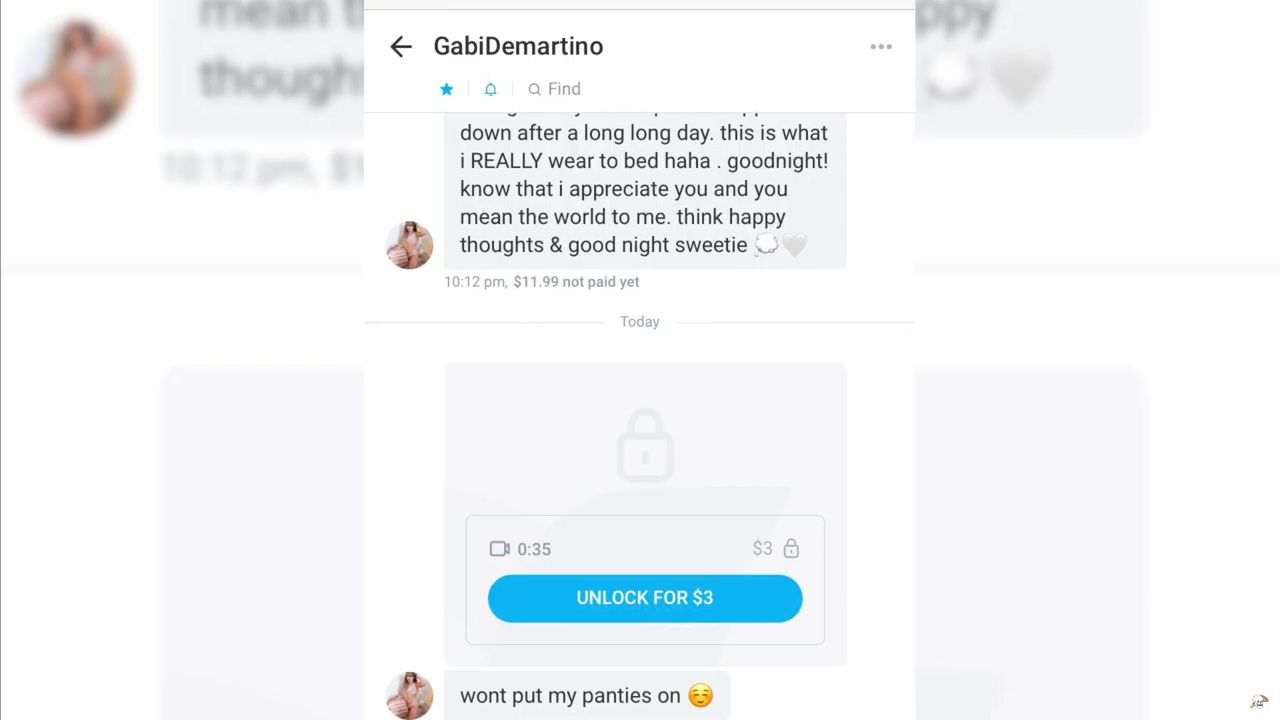 GabiDemartino
Find
down after a long long day. this is what
i REALLY wear to bed haha . goodnight!
know that i appreciate you and you
mean the world to me. think happy
thoughts & good night sweetie 💭🤍
10:12 pm, $11.99 not paid yet
Today
0:35
$3
UNLOCK FOR $3
wont put my panties on ☺️